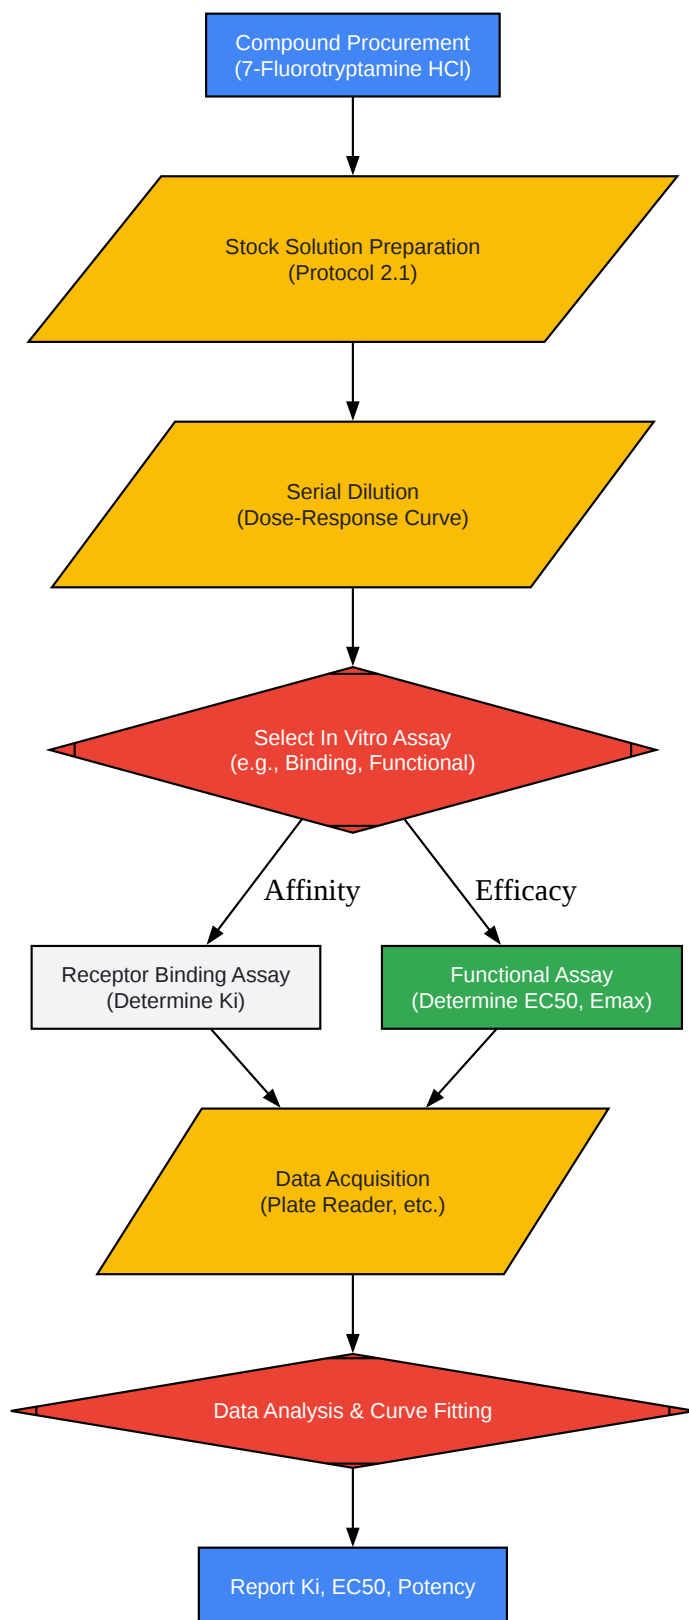 Compound Procurement
(7-Fluorotryptamine HCl)
Stock Solution Preparation
(Protocol 2.1)
Serial Dilution
(Dose-Response Curve)
Select In Vitro Assay
(e.g., Binding, Functional)
Affinity
Efficacy
Receptor Binding Assay
(Determine Ki)
Functional Assay
(Determine EC50, Emax)
Data Acquisition
(Plate Reader, etc.)
Data Analysis & Curve Fitting
Report Ki, EC50, Potency